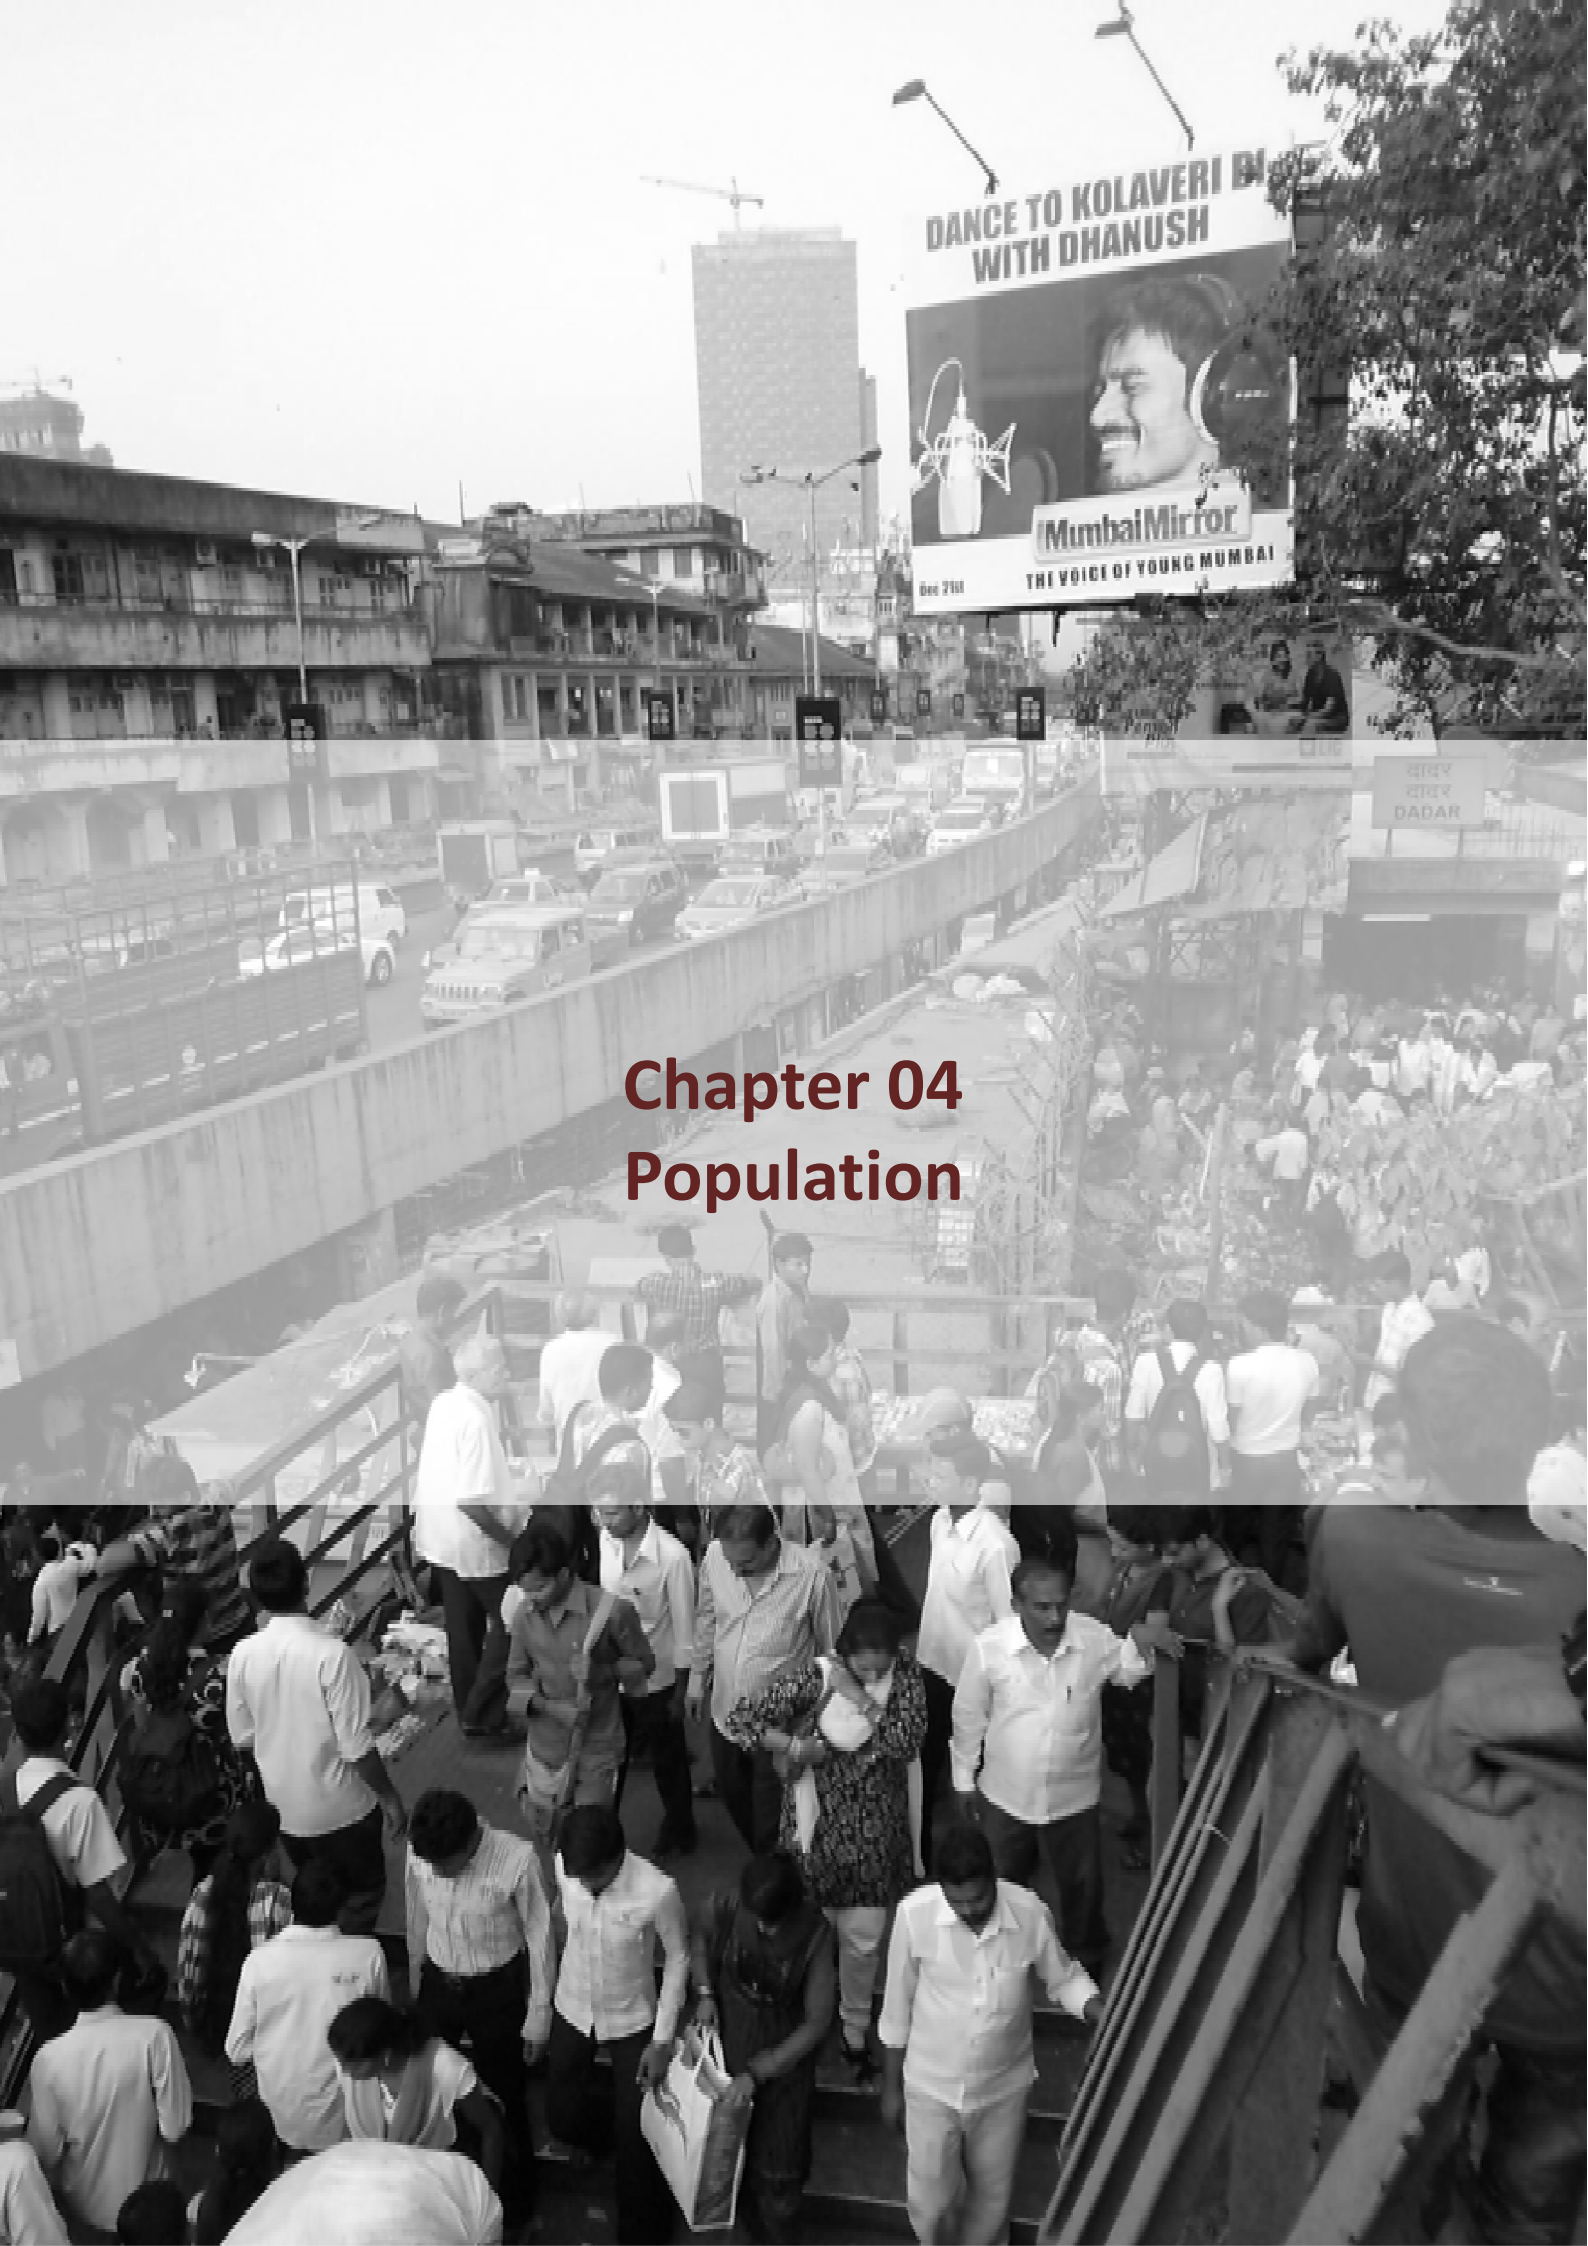 DANCE TO KOLAVERI DI
WITH DHANUSH
MumbaiMirror
THE VOICE OF YOUNG MUMBAI
Dec 21st
दादर
दादर
DADAR
Chapter 04
Population